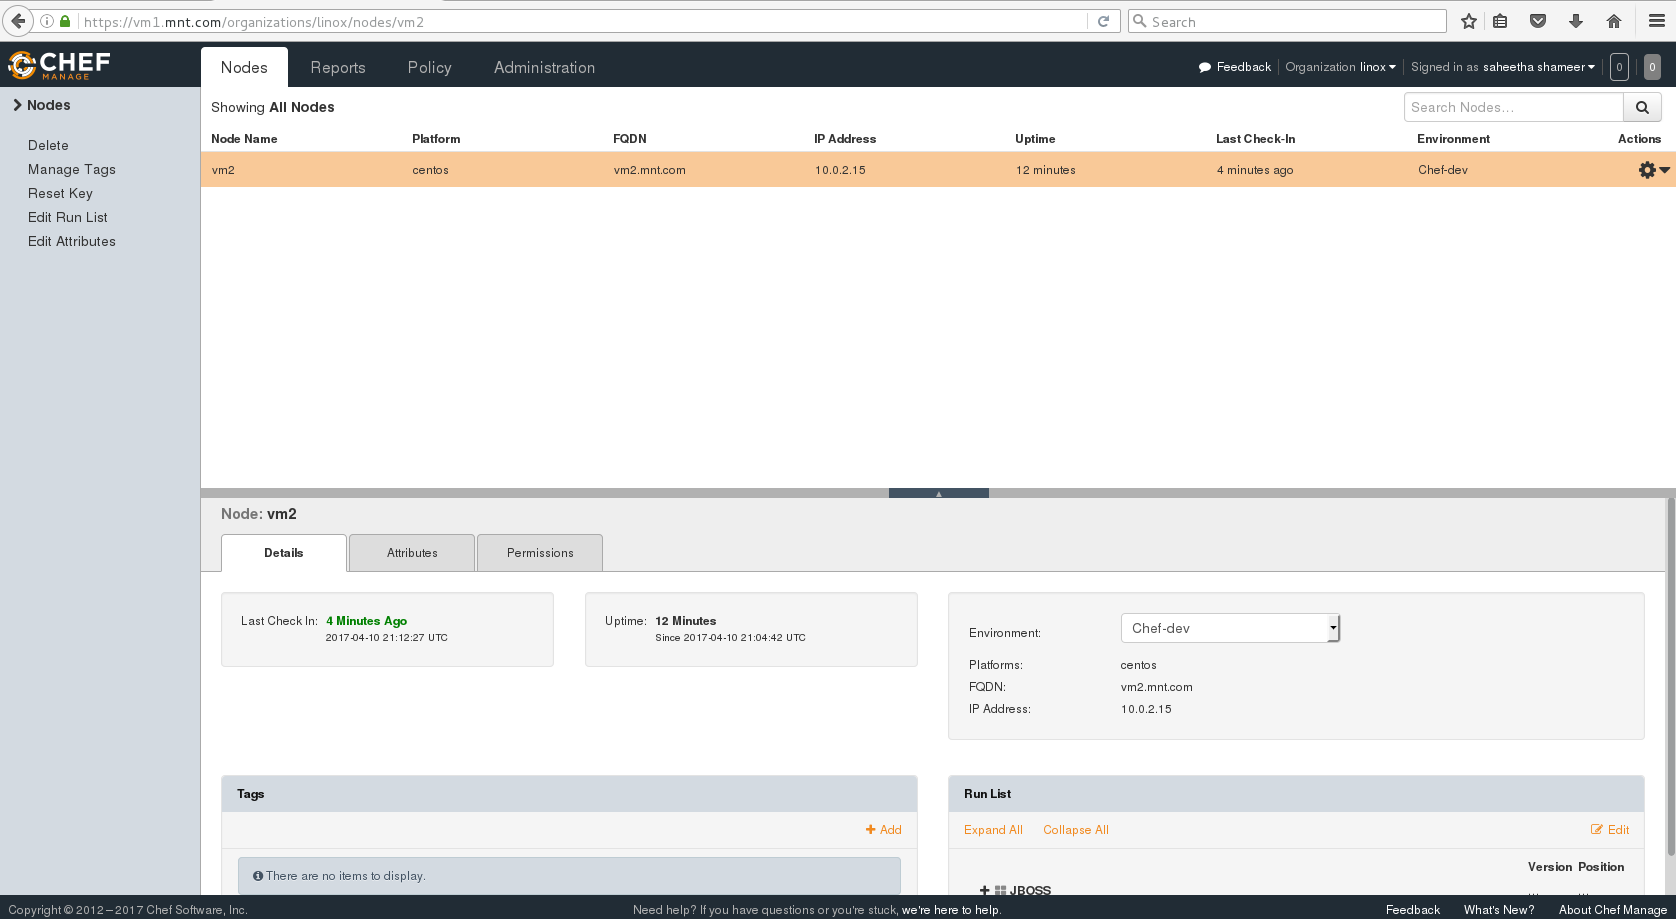 https://vm1.mnt.com/organizations/linox/nodes/vm2
Search
CHEF
MANAGE
Nodes
Reports
Policy
Administration
Feedback
Organization linox
Signed in as saheetha shameer
0
0
Nodes
Delete
Manage Tags
Reset Key
Edit Run List
Edit Attributes
Showing All Nodes
Search Nodes...
Node Name Platform FQDN IP Address Uptime Last Check-In Environment Actions
vm2 centos vm2.mnt.com 10.0.2.15 12 minutes 4 minutes ago Chef-dev
Node: vm2
Details
Attributes
Permissions
Last Check In: 4 Minutes Ago
2017-04-10 21:12:27 UTC
Uptime: 12 Minutes
Since 2017-04-10 21:04:42 UTC
Environment: Chef-dev
Platforms: centos
FQDN: vm2.mnt.com
IP Address: 10.0.2.15
Tags
Add
There are no items to display.
Run List
Expand All Collapse All Edit
Version Position
JBOSS
Copyright © 2012 – 2017 Chef Software, Inc.
Need help? If you have questions or you're stuck, we're here to help.
Feedback What's New? About Chef Manage